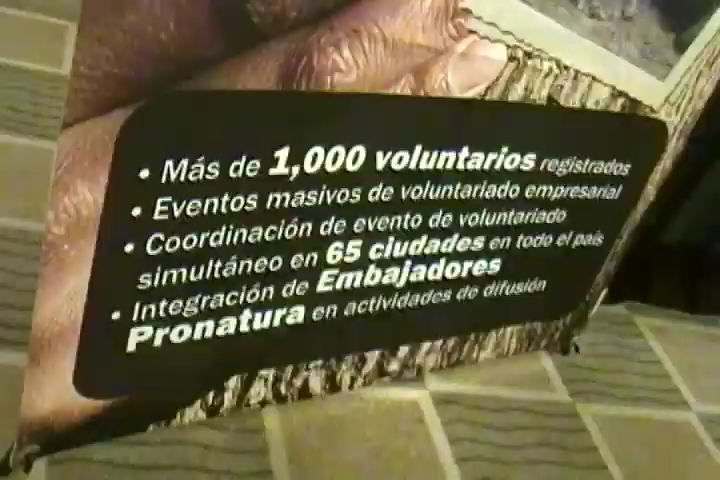 • Más de 1,000 voluntarios registrados
• Eventos masivos de voluntariado empresarial
• Coordinación de evento de voluntariado
simultáneo en 65 ciudades en todo el país
• Integración de Embajadores
Pronatura en actividades de difusión